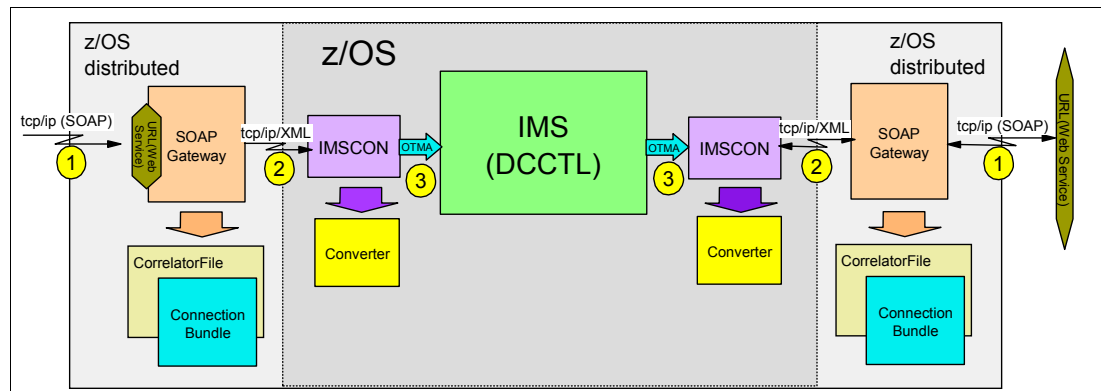 z/OS
distributed
tcp/ip (SOAP)
1
URL(Web
Service)
SOAP
Gateway
tcp/ip/XML
2
CorrelatorFile
Connection
Bundle
z/OS
IMSCON
OTMA
3
Converter
IMS
(DCCTL)
OTMA
3
IMSCON
Converter
tcp/ip/XML
2
z/OS
distributed
SOAP
Gateway
tcp/ip (SOAP)
1
CorrelatorFile
Connection
Bundle
URL(Web Service)